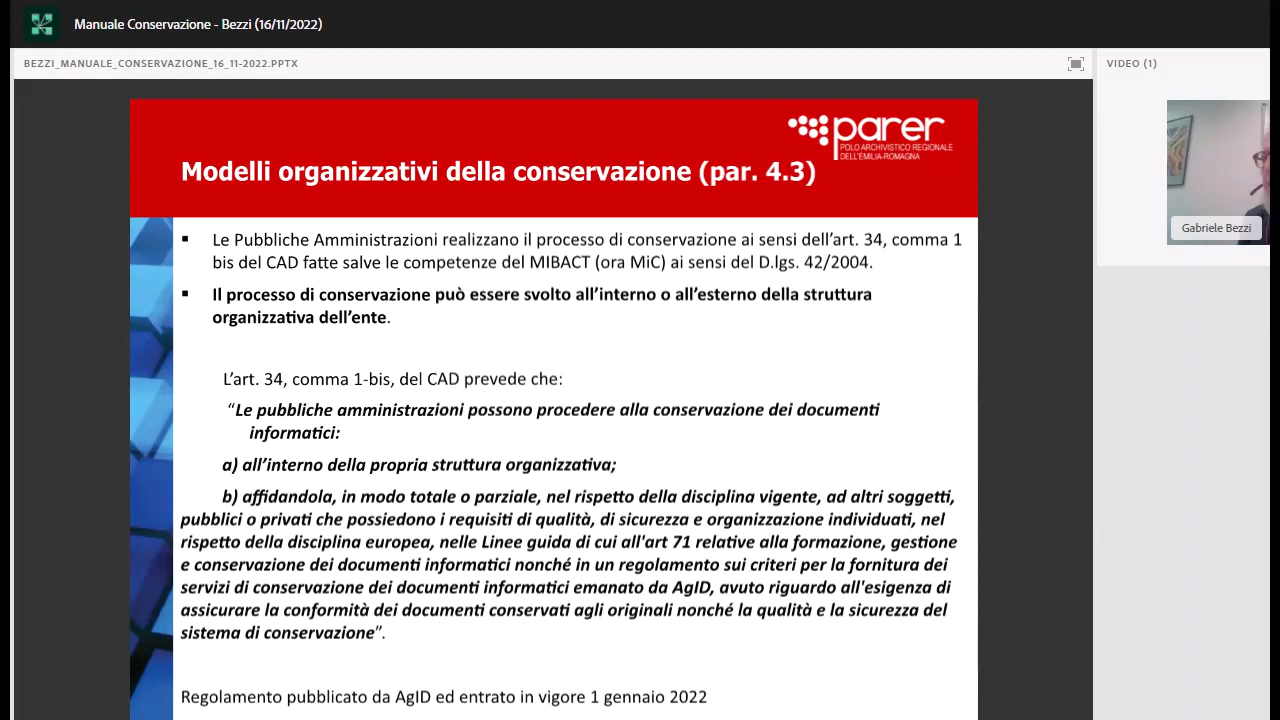 Manuale Conservazione - Bezzi (16/11/2022)
BEZZI_MANUALE_CONSERVAZIONE_16_11-2022.PPTX
VIDEO (1)
parer
POLO ARCHIVISTICO REGIONALE
DELL'EMILIA-ROMAGNA
Modelli organizzativi della conservazione (par. 4.3)
▪ Le Pubbliche Amministrazioni realizzano il processo di conservazione ai sensi dell’art. 34, comma 1
bis del CAD fatte salve le competenze del MIBACT (ora MiC) ai sensi del D.lgs. 42/2004.
▪ Il processo di conservazione può essere svolto all’interno o all’esterno della struttura
organizzativa dell’ente.
Gabriele Bezzi
L’art. 34, comma 1-bis, del CAD prevede che:
“Le pubbliche amministrazioni possono procedere alla conservazione dei documenti
informatici:
a) all’interno della propria struttura organizzativa;
b) affidandola, in modo totale o parziale, nel rispetto della disciplina vigente, ad altri soggetti,
pubblici o privati che possiedono i requisiti di qualità, di sicurezza e organizzazione individuati, nel
rispetto della disciplina europea, nelle Linee guida di cui all'art 71 relative alla formazione, gestione
e conservazione dei documenti informatici nonché in un regolamento sui criteri per la fornitura dei
servizi di conservazione dei documenti informatici emanato da AgID, avuto riguardo all'esigenza di
assicurare la conformità dei documenti conservati agli originali nonché la qualità e la sicurezza del
sistema di conservazione”.
Regolamento pubblicato da AgID ed entrato in vigore 1 gennaio 2022